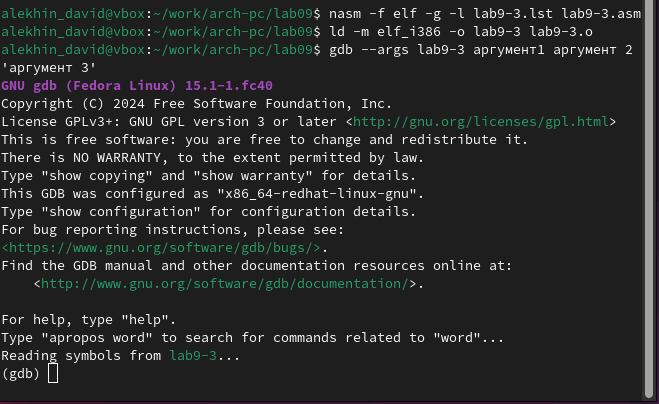 alekhin_david@vbox:~/work/arch-pc/lab09$ nasm -f elf -g -l lab9-3.lst lab9-3.asm
alekhin_david@vbox:~/work/arch-pc/lab09$ ld -m elf_i386 -o lab9-3 lab9-3.o
alekhin_david@vbox:~/work/arch-pc/lab09$ gdb --args lab9-3 аргумент1 аргумент 2
'аргумент 3'
GNU gdb (Fedora Linux) 15.1-1.fc40
Copyright (C) 2024 Free Software Foundation, Inc.
License GPLv3+: GNU GPL version 3 or later <http://gnu.org/licenses/gpl.html>
This is free software: you are free to change and redistribute it.
There is NO WARRANTY, to the extent permitted by law.
Type "show copying" and "show warranty" for details.
This GDB was configured as "x86_64-redhat-linux-gnu".
Type "show configuration" for configuration details.
For bug reporting instructions, please see:
<https://www.gnu.org/software/gdb/bugs/>.
Find the GDB manual and other documentation resources online at:
    <http://www.gnu.org/software/gdb/documentation/>.

For help, type "help".
Type "apropos word" to search for commands related to "word"...
Reading symbols from lab9-3...
(gdb)